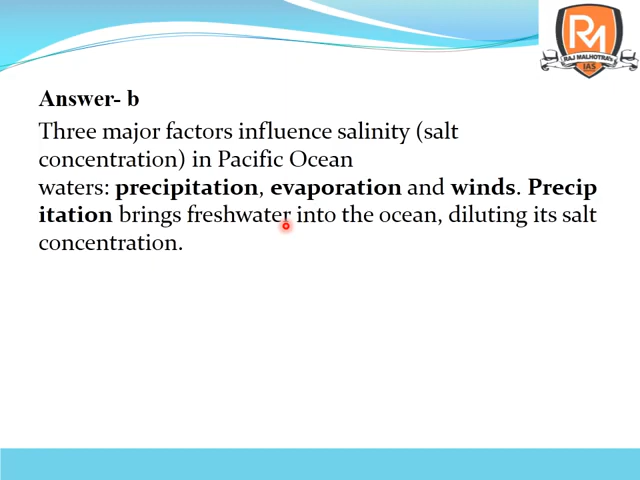 RM
RAJ MALHOTRA'S
IAS
Answer- b
Three major factors influence salinity (salt
concentration) in Pacific Ocean
waters: precipitation, evaporation and winds. Precip
itation brings freshwater into the ocean, diluting its salt
concentration.